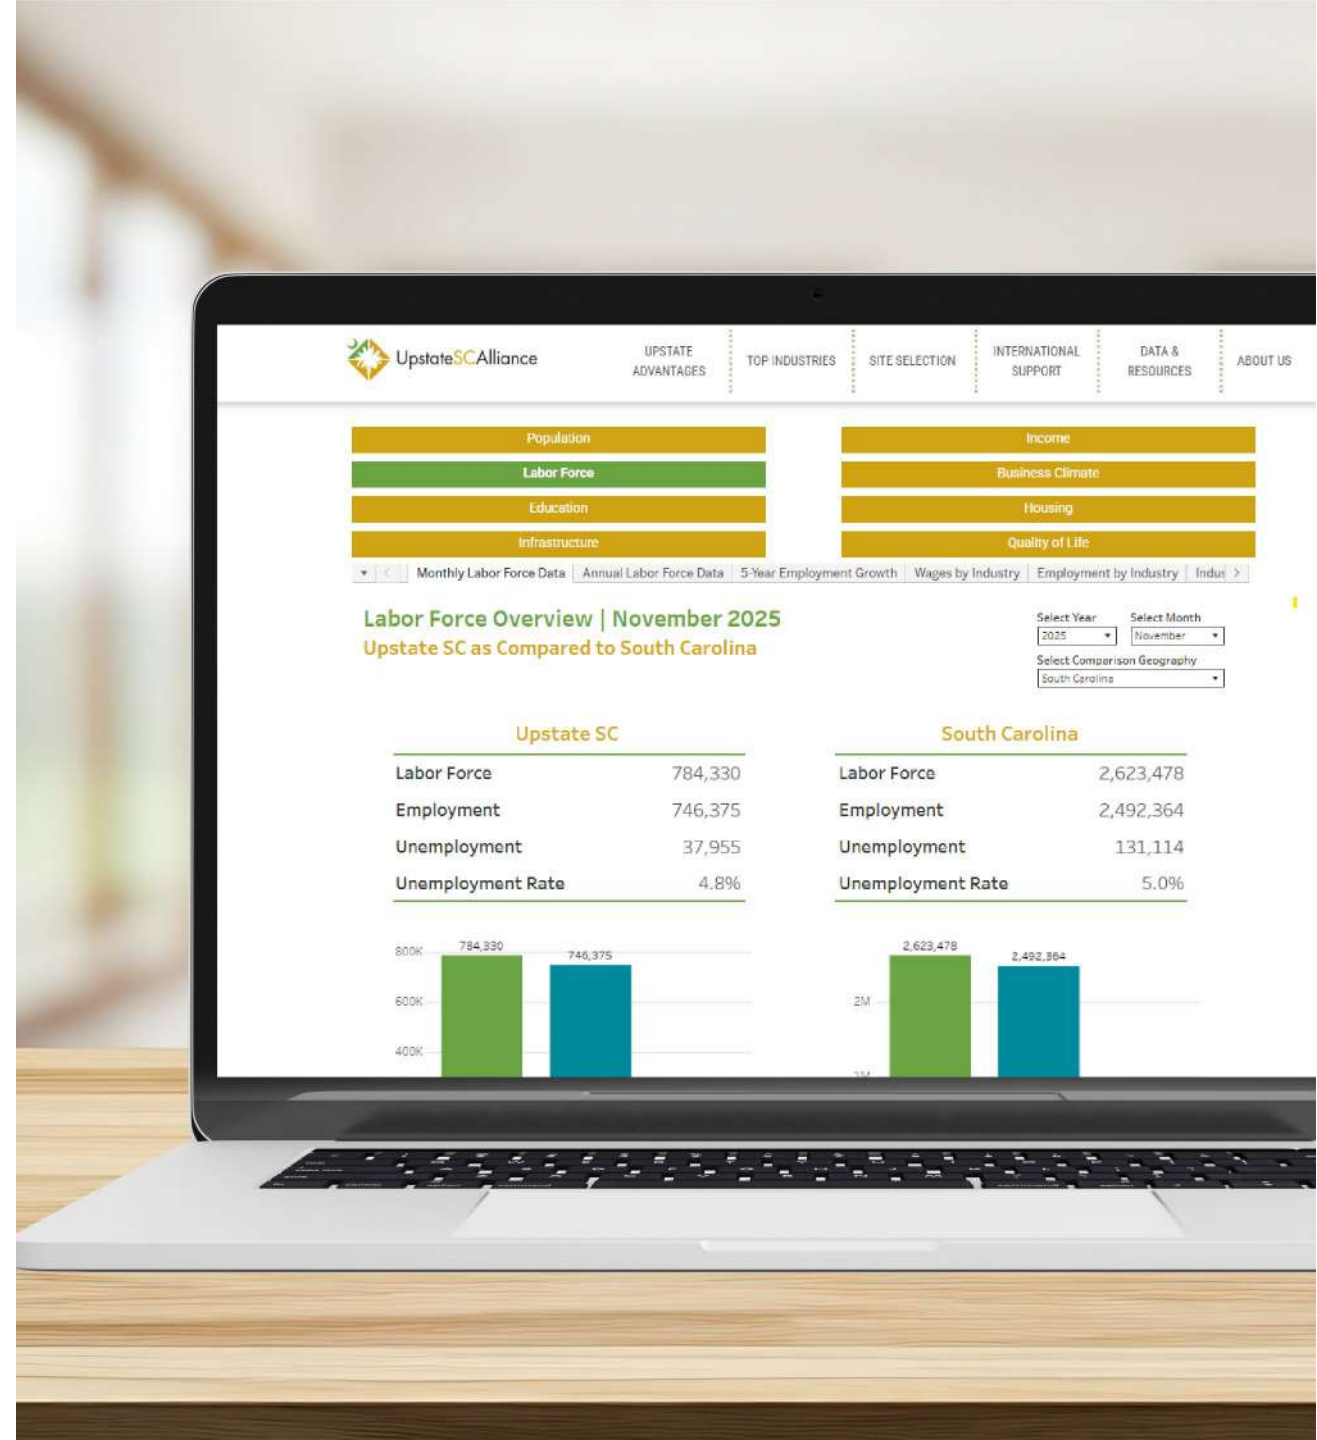 UpstateSCAlliance
UPSTATE ADVANTAGES
TOP INDUSTRIES
SITE SELECTION
INTERNATIONAL SUPPORT
DATA & RESOURCES
ABOUT US
Population
Income
Labor Force
Business Climate
Education
Housing
Infrastructure
Quality of Life
Monthly Labor Force Data
Annual Labor Force Data
5-Year Employment Growth
Wages by Industry
Employment by Industry
Indus
Labor Force Overview | November 2025
Upstate SC as Compared to South Carolina
Select Year
Select Month
2025
November
Select Comparison Geography
South Carolina
Upstate SC
Labor Force 784,330
Employment 746,375
Unemployment 37,955
Unemployment Rate 4.8%
South Carolina
Labor Force 2,623,478
Employment 2,492,364
Unemployment 131,114
Unemployment Rate 5.0%
800K
784,330
746,375
600K
400K
2,623,478
2,492,364
2M
command